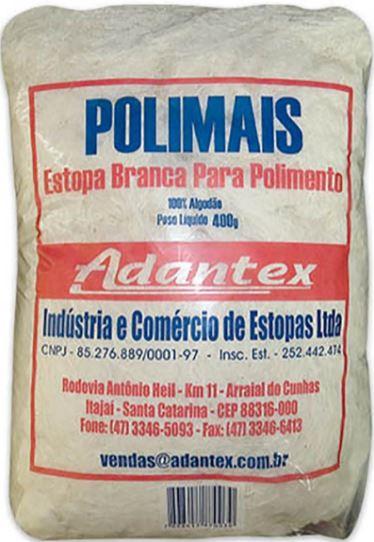 POLIMAIS
Estopa Branca Para Polimento
100% Algodão
Peso Líquido 400g
Adantex
Indústria e Comércio de Estopas Ltda
CNPJ - 85.276.889/0001-97 - Insc. Est. - 252.442.474
Rodovia Antônio Heil - Km 11 - Arraial do Cunhas
Itajaí - Santa Catarina - CEP 88316-000
Fone: (47) 3346-5093 - Fax: (47) 3346-6413
vendas@adantex.com.br